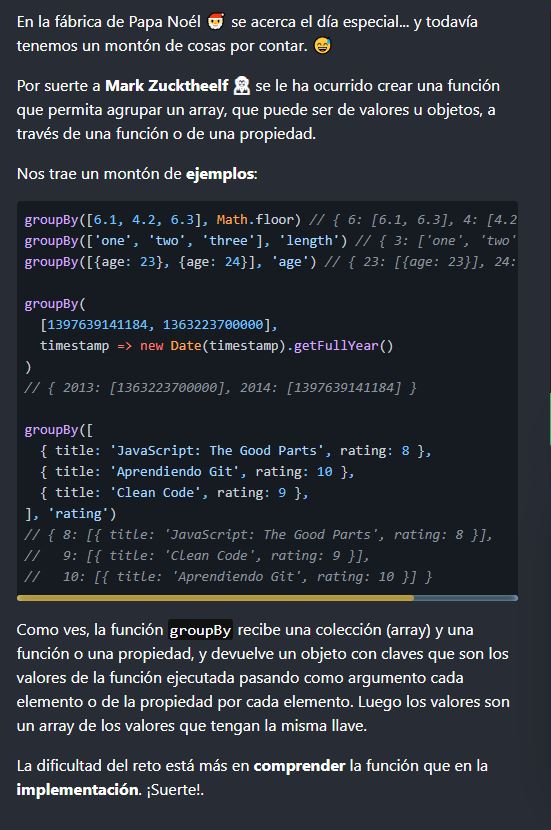 En la fábrica de Papa Noél 🎅 se acerca el día especial... y todavía
tenemos un montón de cosas por contar. 😅
Por suerte a Mark Zucktheelf 🧝 se le ha ocurrido crear una función
que permita agrupar un array, que puede ser de valores u objetos, a
través de una función o de una propiedad.
Nos trae un montón de ejemplos:
groupBy([6.1, 4.2, 6.3], Math.floor) // { 6: [6.1, 6.3], 4: [4.2
groupBy(['one', 'two', 'three'], 'length') // { 3: ['one', 'two'
groupBy([{age: 23}, {age: 24}], 'age') // { 23: [{age: 23}], 24:
groupBy(
  [1397639141184, 1363223700000],
  timestamp => new Date(timestamp).getFullYear()
)
// { 2013: [1363223700000], 2014: [1397639141184] }
groupBy([
  { title: 'JavaScript: The Good Parts', rating: 8 },
  { title: 'Aprendiendo Git', rating: 10 },
  { title: 'Clean Code', rating: 9 },
], 'rating')
// { 8: [{ title: 'JavaScript: The Good Parts', rating: 8 }],
//   9: [{ title: 'Clean Code', rating: 9 }],
//   10: [{ title: 'Aprendiendo Git', rating: 10 }] }
Como ves, la función groupBy recibe una colección (array) y una
función o una propiedad, y devuelve un objeto con claves que son los
valores de la función ejecutada pasando como argumento cada
elemento o de la propiedad por cada elemento. Luego los valores son
un array de los valores que tengan la misma llave.
La dificultad del reto está más en comprender la función que en la
implementación. ¡Suerte!.